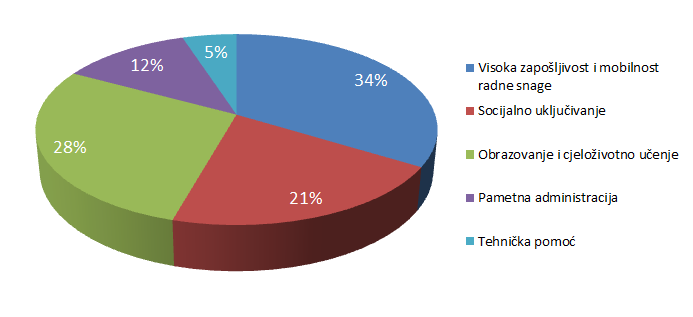 5%
12%
34%
28%
21%
Visoka zapošljivost i mobilnost
radne snage
Socijalno uključivanje
Obrazovanje i cjeloživotno učenje
Pametna administracija
Tehnička pomoć